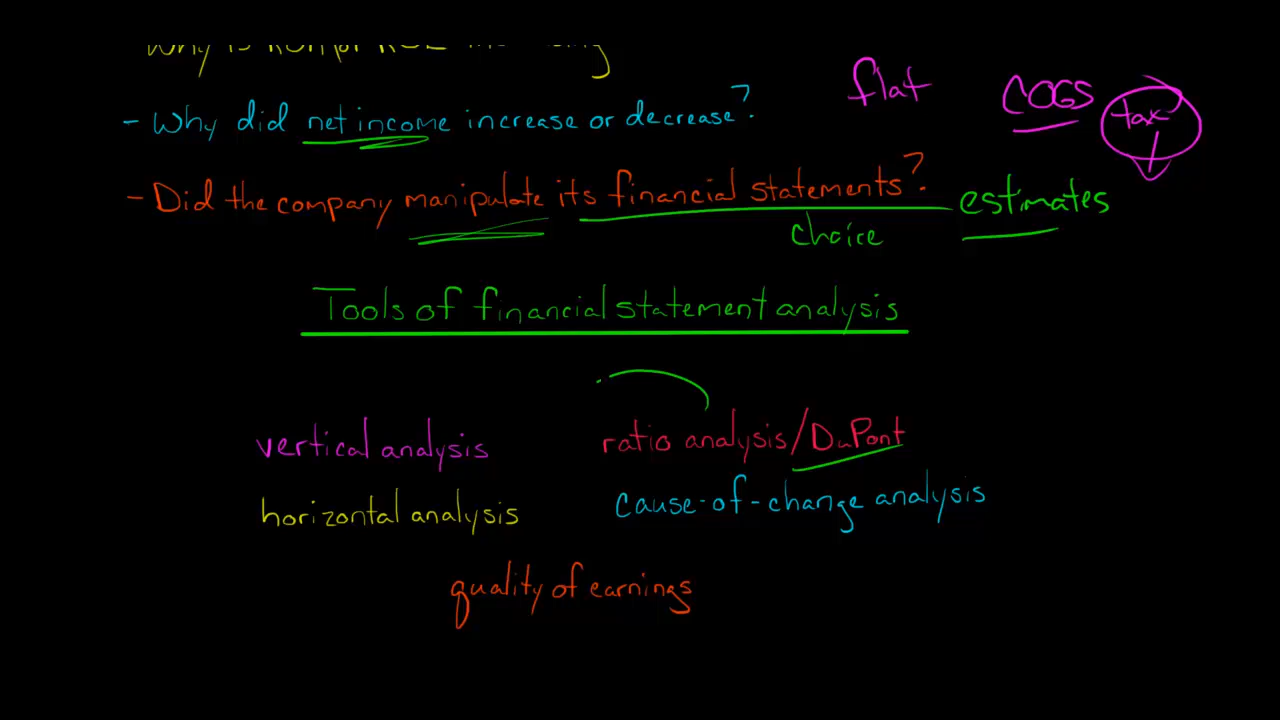 Why is
flat COGS tax
- Why did net income increase or decrease?
- Did the company manipulate its financial statements? estimates
choice
Tools of financial statement analysis
vertical analysis ratio analysis/DuPont
horizontal analysis cause-of-change analysis
quality of earnings